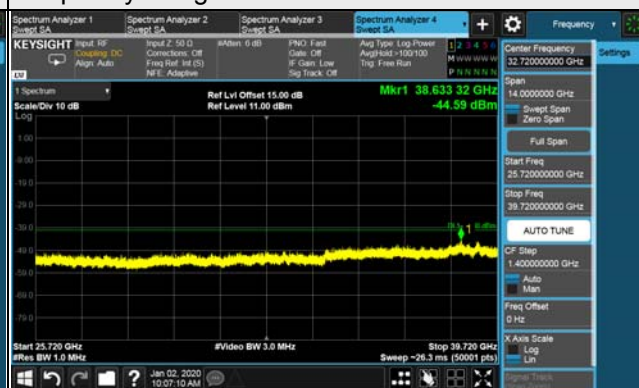 Spectrum Analyzer 1
Swept SA
Spectrum Analyzer 2
Swept SA
Spectrum Analyzer 3
Swept SA
Spectrum Analyzer 4
Swept SA
+
Frequency
KEYSIGHT
Input: RF
Coupling: DC
Align: Auto
Input Z: 50 Ω
Corrections: Off
Freq Ref: Int (S)
NFE: Adaptive
#Atten: 0 dB
PNO: Fast
Gate: Off
IF Gain: Low
Sig Track: Off
Avg Type: Log-Power
Avg|Hold:>100/100
Trig: Free Run
1 2 3 4 5 6
M W W W W W
P N N N N N
LXI
1 Spectrum
Scale/Div 10 dB
Log
Ref Lvl Offset 15.00 dB
Ref Level 11.00 dBm
Mkr1 38.633 32 GHz
-44.59 dBm
1.00
-9.00
-19.0
-29.0
-39.0
-49.0
-59.0
-69.0
-79.0
1
Start 25.720 GHz
#Res BW 1.0 MHz
#Video BW 3.0 MHz
Stop 39.720 GHz
Sweep ~26.3 ms (50001 pts)
Center Frequency
32.720000000 GHz
Settings
Span
14.0000000 GHz
Swept Span
Zero Span
Full Span
Start Freq
25.720000000 GHz
Stop Freq
39.720000000 GHz
AUTO TUNE
CF Step
1.400000000 GHz
Auto
Man
Freq Offset
0 Hz
X Axis Scale
Log
Lin
Signal Track
Jan 02, 2020
10:07:10 AM